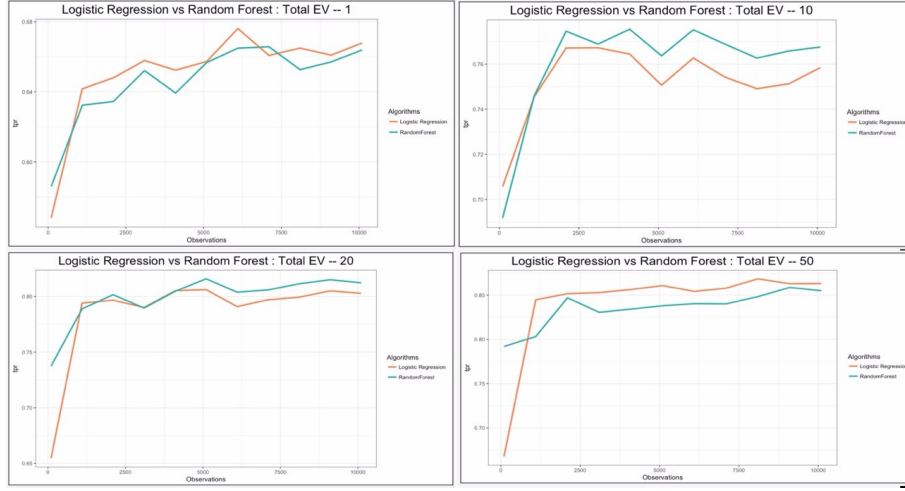 Logistic Regression vs Random Forest : Total EV -- 1
0.68
0.64
0.60
tpr
0
2500
5000
7500
10000
Observations
Algorithms
Logistic Regression
RandomForest
Logistic Regression vs Random Forest : Total EV -- 10
0.76
0.74
0.72
0.70
tpr
0
2500
5000
7500
10000
Observations
Algorithms
Logistic Regression
RandomForest
Logistic Regression vs Random Forest : Total EV -- 20
0.80
0.75
0.70
0.65
tpr
0
2500
5000
7500
10000
Observations
Algorithms
Logistic Regression
RandomForest
Logistic Regression vs Random Forest : Total EV -- 50
0.85
0.80
0.75
0.70
tpr
0
2500
5000
7500
10000
Observations
Algorithms
Logistic Regression
RandomForest